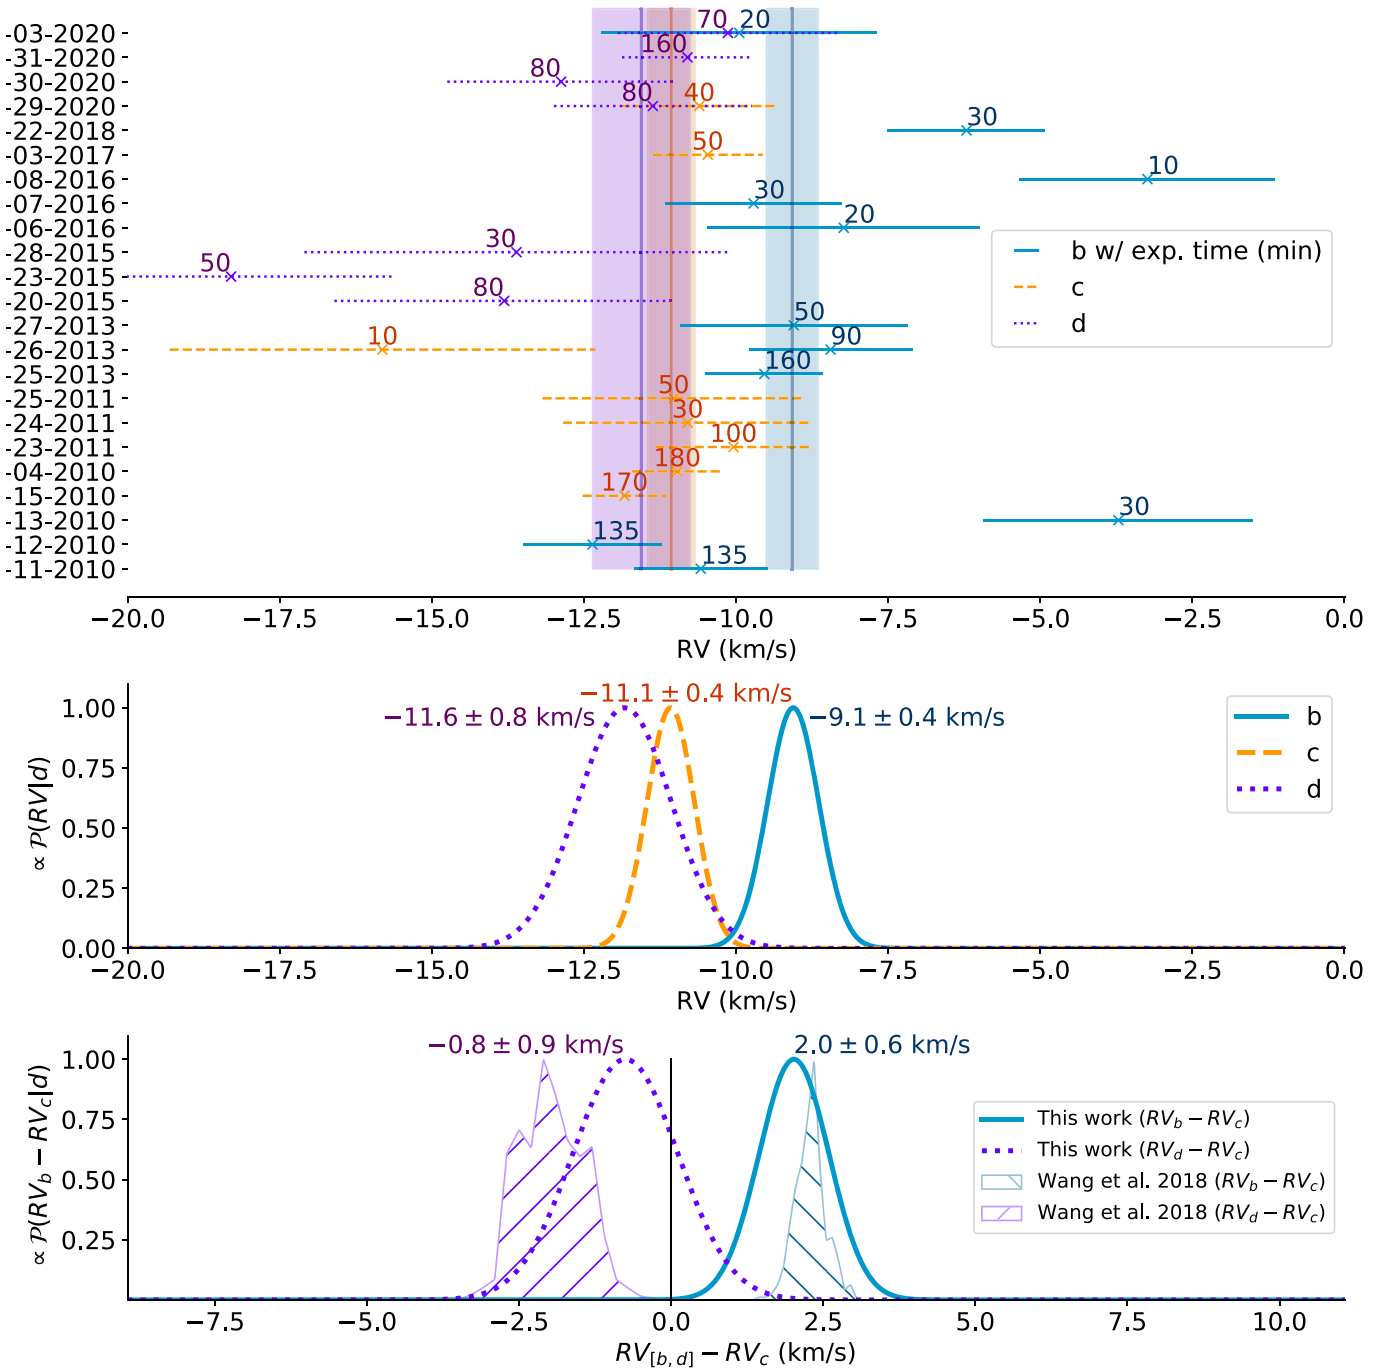 -03-2020
70
20
-31-2020
160
-30-2020
80
-29-2020
80
40
-22-2018
30
-03-2017
50
-08-2016
10
-07-2016
30
-06-2016
20
-28-2015
30
-23-2015
50
-20-2015
80
-27-2013
50
-26-2013
10
90
-25-2013
160
-25-2011
50
-24-2011
30
-23-2011
100
-04-2010
180
-15-2010
170
-13-2010
30
-12-2010
135
-11-2010
135
b w/ exp. time (min)
c
d
−20.0 −17.5 −15.0 −12.5 −10.0 −7.5 −5.0 −2.5 0.0
RV (km/s)
−11.6 ± 0.8 km/s
−11.1 ± 0.4 km/s
−9.1 ± 0.4 km/s
b
c
d
∝ P(RV|d)
1.00
0.75
0.50
0.25
0.00
−20.0 −17.5 −15.0 −12.5 −10.0 −7.5 −5.0 −2.5 0.0
RV (km/s)
−0.8 ± 0.9 km/s
2.0 ± 0.6 km/s
∝ P(RV_b − RV_c|d)
1.00
0.75
0.50
0.25
This work (RV_b − RV_c)
This work (RV_d − RV_c)
Wang et al. 2018 (RV_b − RV_c)
Wang et al. 2018 (RV_d − RV_c)
−7.5 −5.0 −2.5 0.0 2.5 5.0 7.5 10.0
RV_[b,d] − RV_c (km/s)